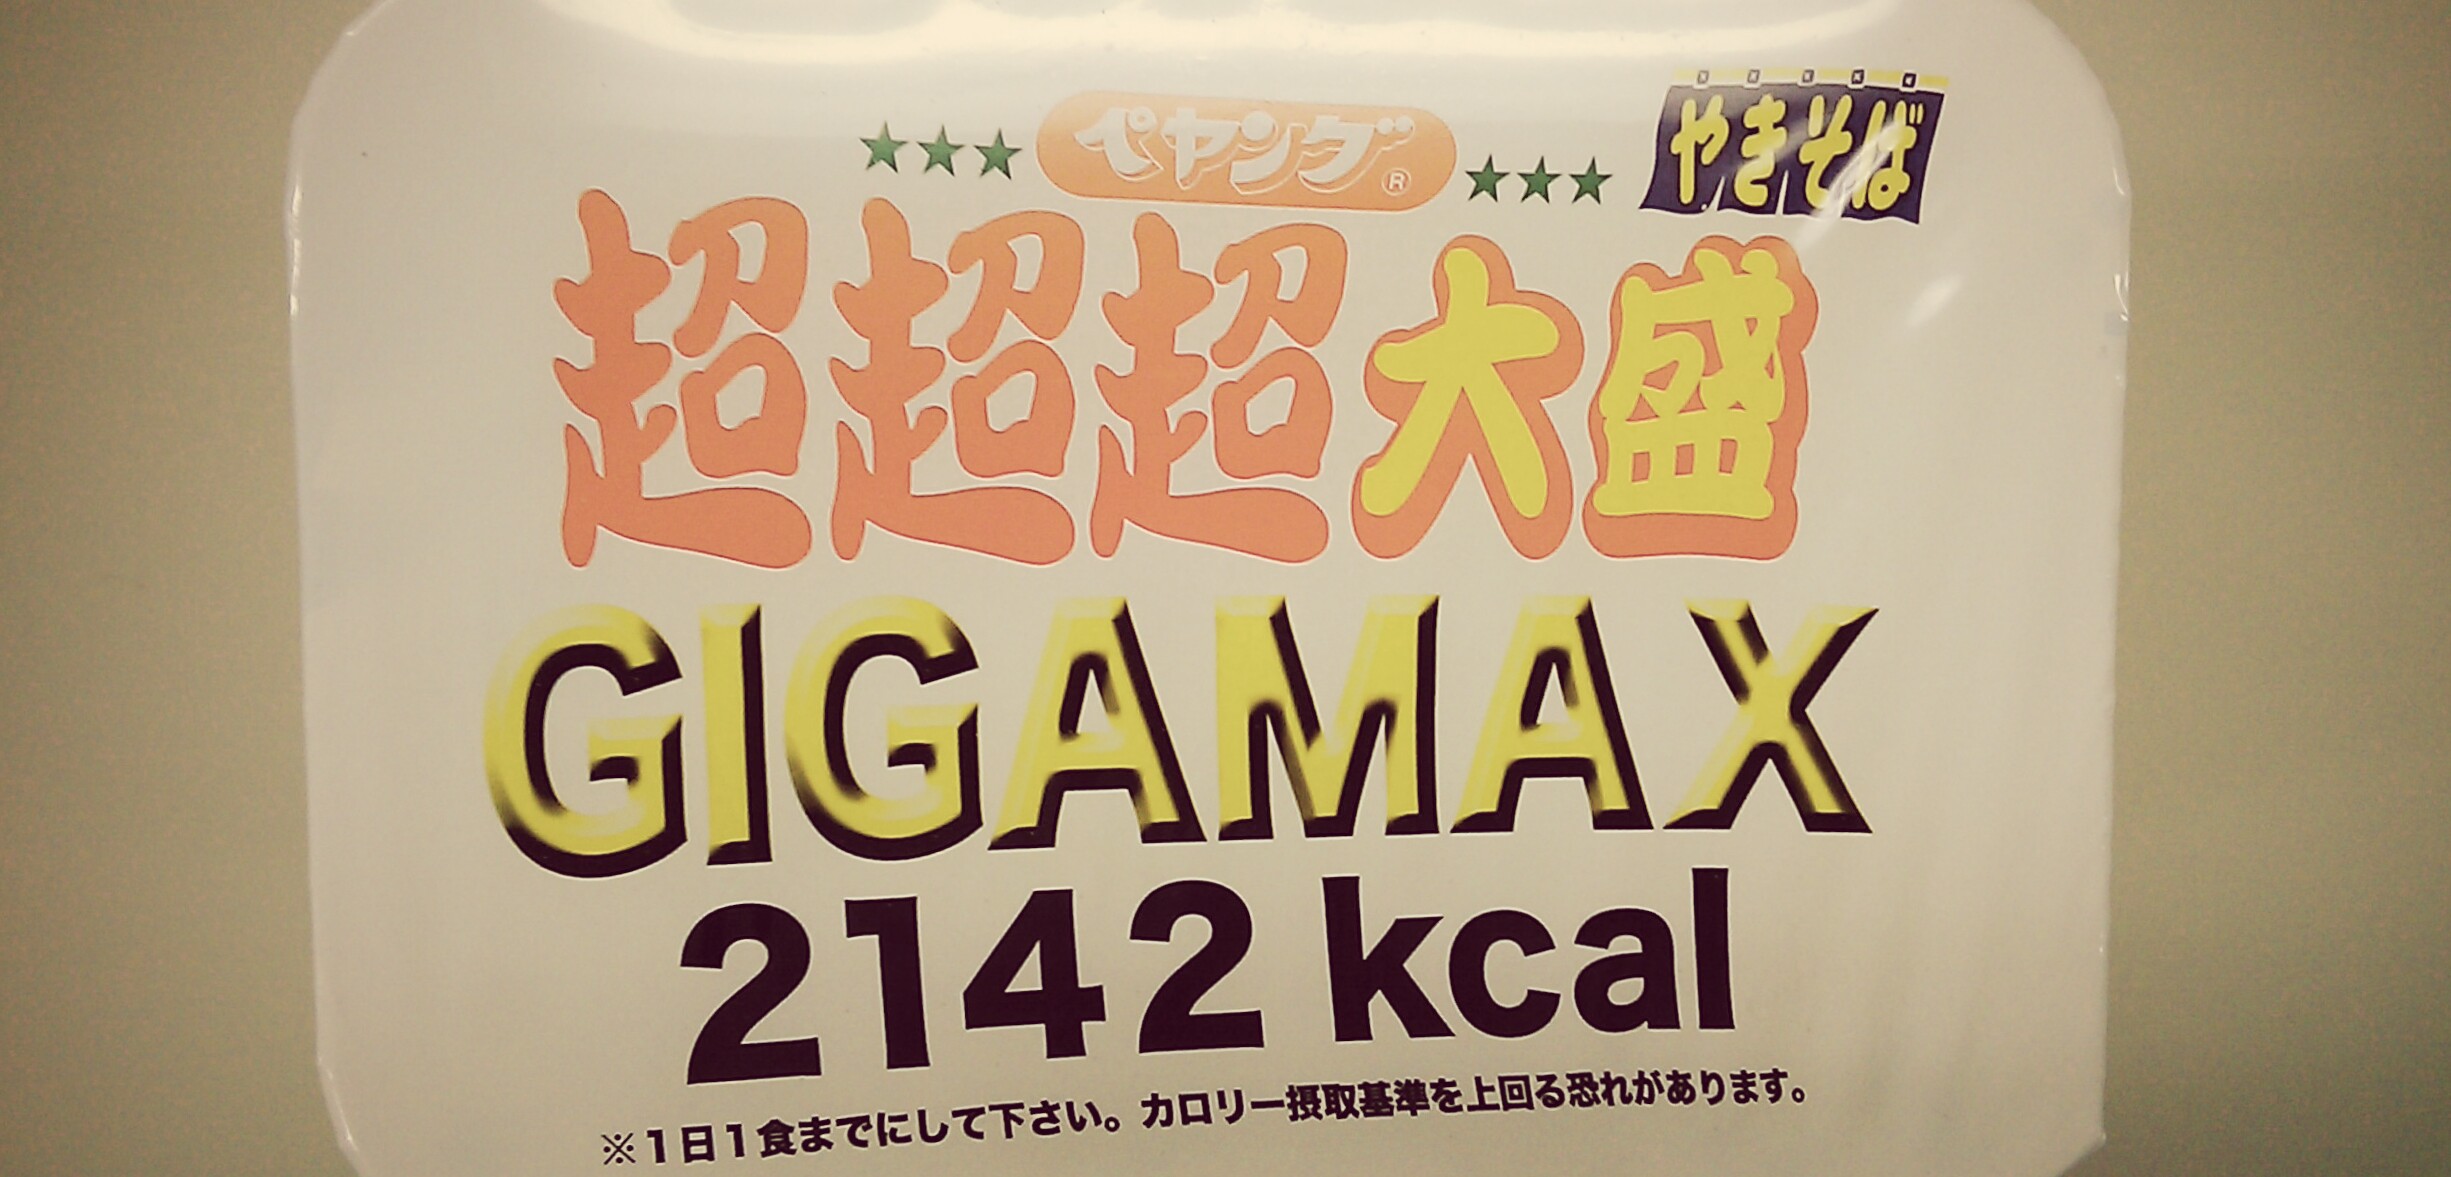 ペヤング®
やきそば
超超超大盛
GIGAMAX
2142kcal
※1日1食までにして下さい。カロリー摂取基準を上回る恐れがあります。